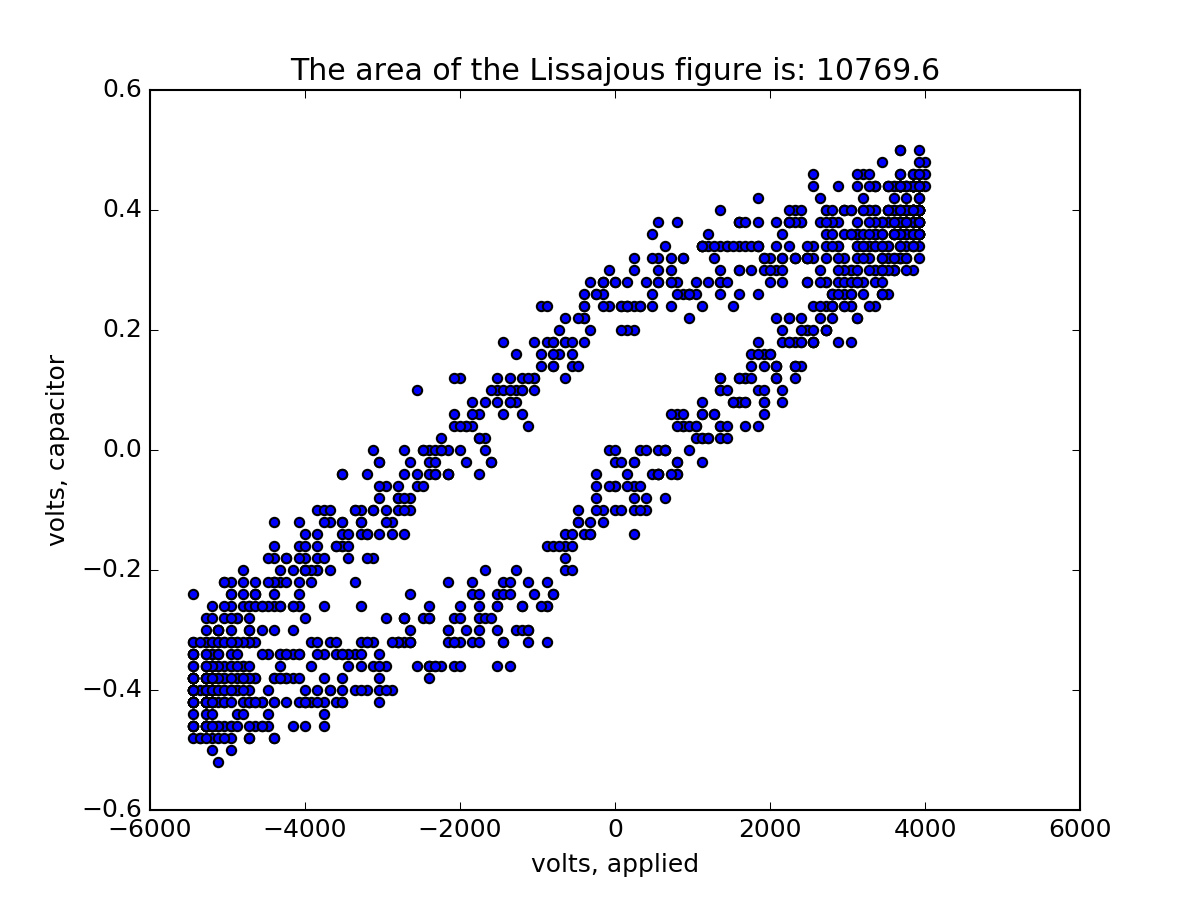 The area of the Lissajous figure is: 10769.6
0.6
0.4
0.2
0.0
−0.2
−0.4
−0.6
volts, capacitor
−6000 −4000 −2000 0 2000 4000 6000
volts, applied